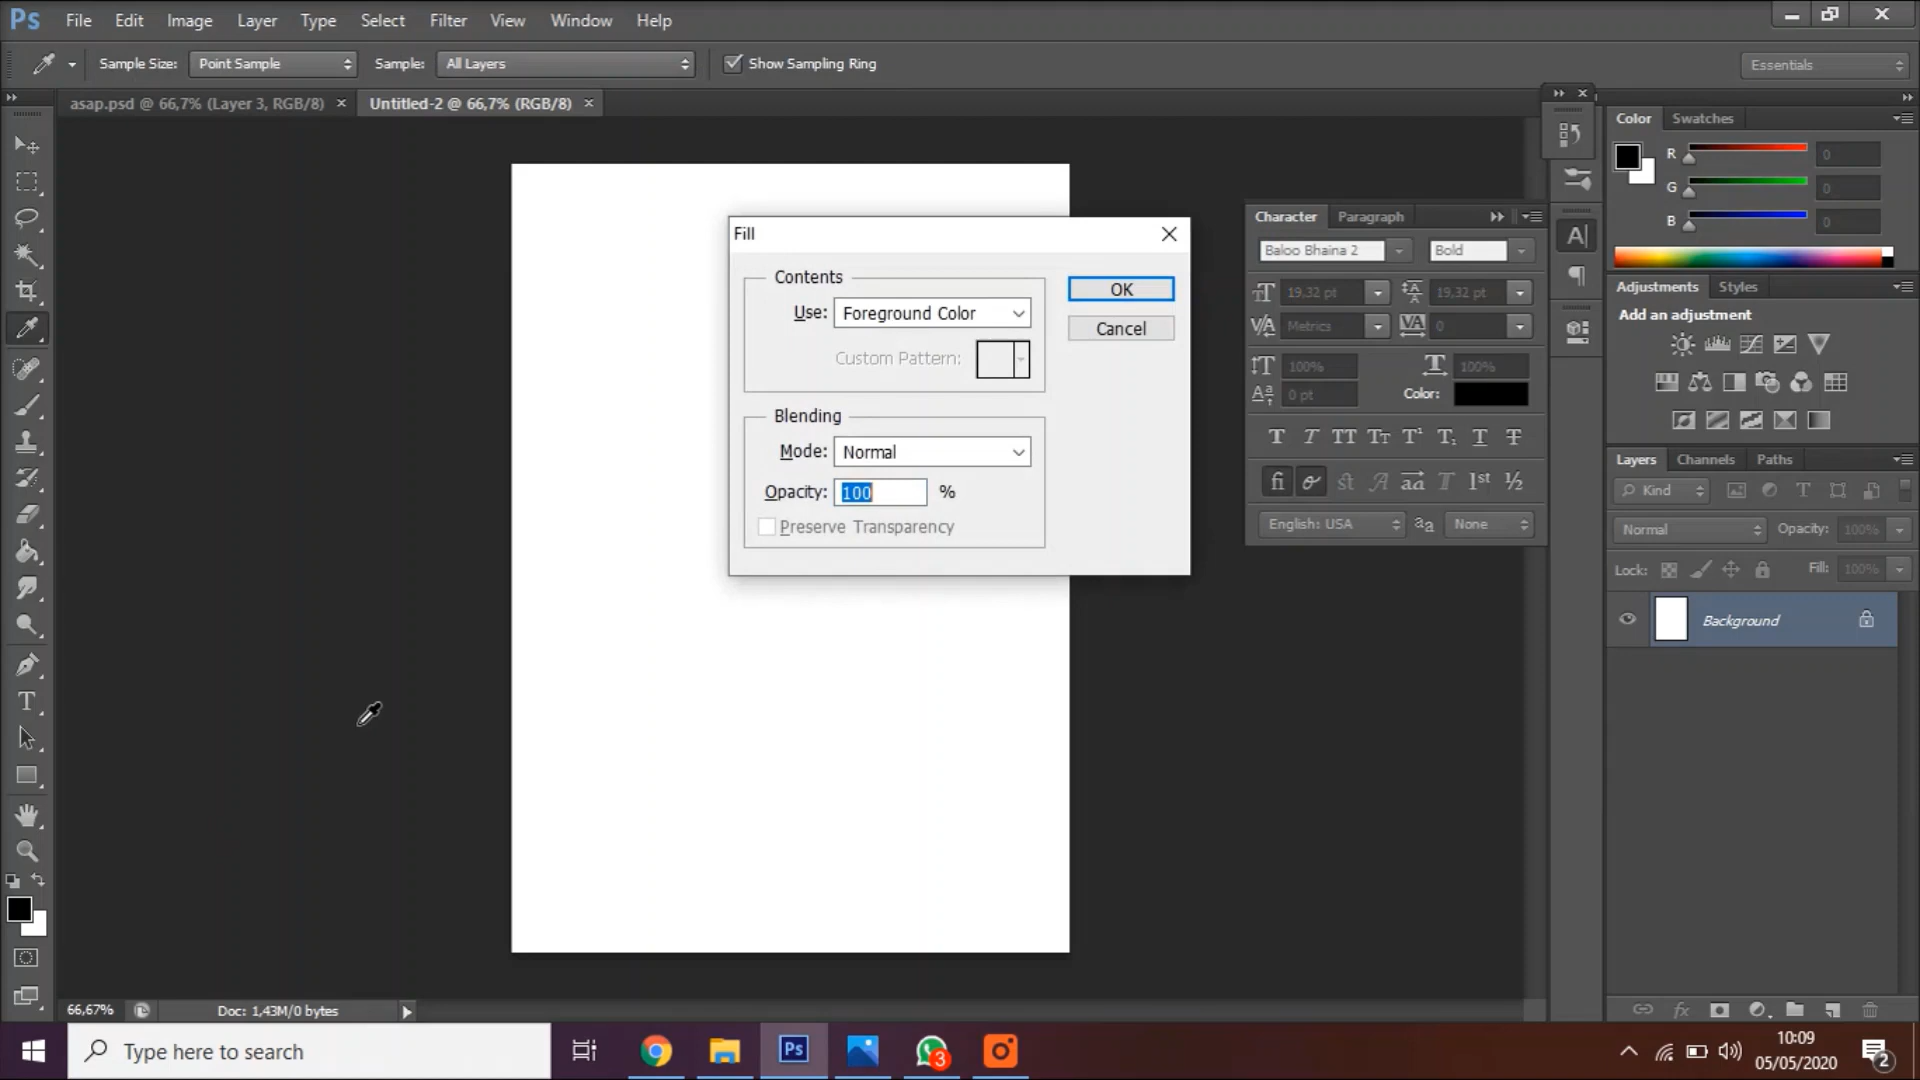 Ps File Edit Image Layer Type Select Filter View Window Help
Sample Size: Point Sample Sample: All Layers Show Sampling Ring Essentials
asap.psd @ 66,7% (Layer 3, RGB/8) Untitled-2 @ 66,7% (RGB/8)
Fill
Contents
Use: Foreground Color
Custom Pattern:
OK
Cancel
Blending
Mode: Normal
Opacity: 100 %
Preserve Transparency
Character Paragraph
Baloo Bhaina 2 Bold
19,32 pt 19,32 pt
Metrics 0
100% 100%
0 pt Color:
English: USA aa None
Color Swatches
R 0
G 0
B 0
Adjustments Styles
Add an adjustment
Layers Channels Paths
Kind
Normal Opacity: 100%
Lock: Fill: 100%
Background
66,67% Doc: 1,43M/0 bytes
Type here to search
Ps
3
10:09
05/05/2020
2